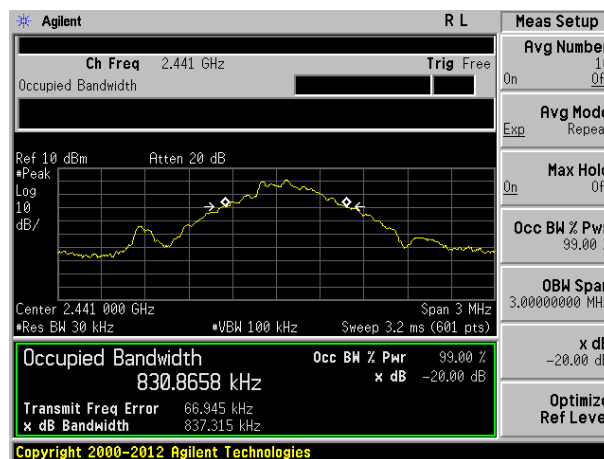 Agilent R L
Ch Freq 2.441 GHz Trig Free
Occupied Bandwidth
Ref 10 dBm Atten 20 dB
#Peak
Log
10
dB/
Center 2.441 000 GHz Span 3 MHz
#Res BW 30 kHz #VBW 100 kHz Sweep 3.2 ms (601 pts)
Occupied Bandwidth Occ BW % Pwr 99.00 %
830.8658 kHz x dB -20.00 dB
Transmit Freq Error 66.945 kHz
x dB Bandwidth 837.315 kHz
Copyright 2000-2012 Agilent Technologies
Meas Setup
Avg Number
On
Avg Mode
Exp Repea
Max Hold
On Of
Occ BW % Pwr
99.00
OBW Span
3.00000000 MH
x dB
-20.00 dB
Optimize
Ref Level